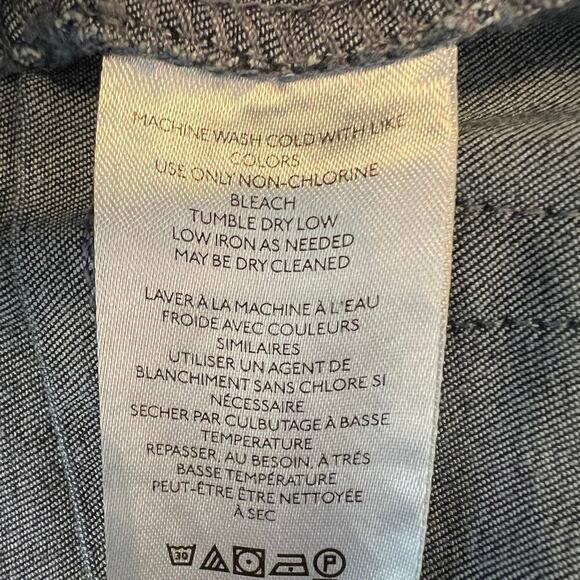 MACHINE WASH COLD WITH LIKE
COLORS
USE ONLY NON-CHLORINE
BLEACH
TUMBLE DRY LOW
LOW IRON AS NEEDED
MAY BE DRY CLEANED
LAVER À LA MACHINE À L'EAU
FROIDE AVEC COULEURS
SIMILAIRES
UTILISER UN AGENT DE
BLANCHIMENT SANS CHLORE SI
NÉCESSAIRE
SECHER PAR CULBUTAGE À BASSE
TEMPERATURE
REPASSER, AU BESOIN, À TRÉS
BASSE TEMPÉRATURE
PEUT-ÊTRE ÊTRE NETTOYÉE
À SEC
30 P